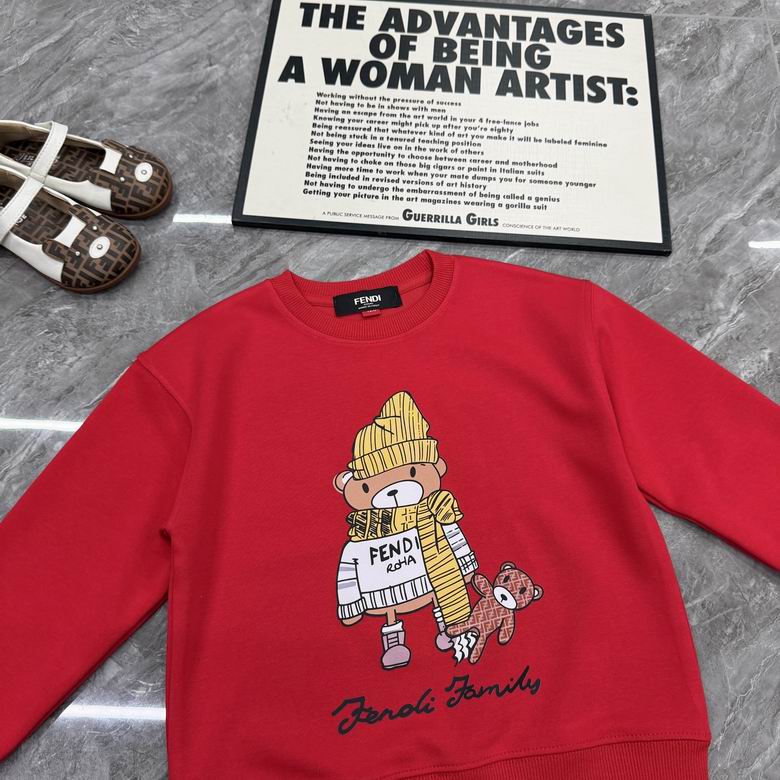 THE ADVANTAGES
OF BEING
A WOMAN ARTIST:
Working without the pressure of success
Not having to be in shows with men
Having an escape from the art world in your 4 free-lance jobs
Knowing your career might pick up after you're eighty
Being reassured that whatever kind of art you make it will be labeled feminine
Not being stuck in a tenured teaching position
Seeing your ideas live on in the work of others
Having the opportunity to choose between career and motherhood
Not having to choke on those big cigars or paint in Italian suits
Having more time to work when your mate dumps you for someone younger
Being included in revised versions of art history
Not having to undergo the embarrassment of being called a genius
Getting your picture in the art magazines wearing a gorilla suit
A PUBLIC SERVICE MESSAGE FROM GUERRILLA GIRLS CONSCIENCE OF THE ART WORLD
FENDI
FENDI
ROHA
Fendi Family